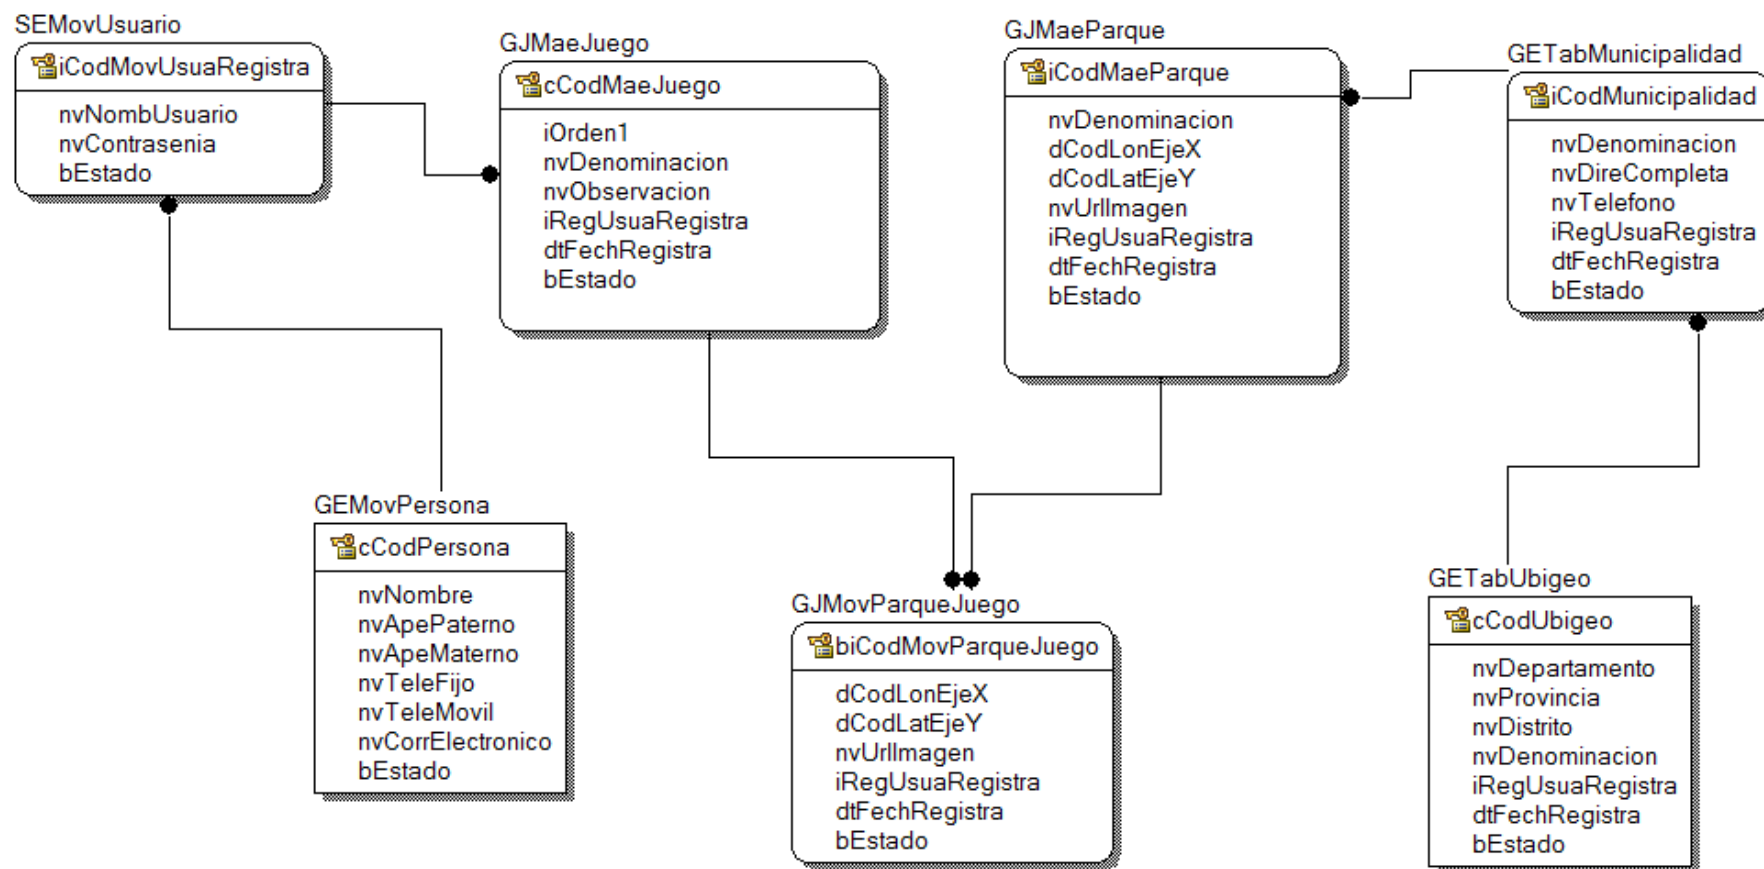 SEMovUsuario
iCodMovUsuaRegistra
nvNombUsuario
nvContrasenia
bEstado
GJMaeJuego
cCodMaeJuego
iOrden1
nvDenominacion
nvObservacion
iRegUsuaRegistra
dtFechRegistra
bEstado
GJMaeParque
iCodMaeParque
nvDenominacion
dCodLonEjeX
dCodLatEjeY
nvUrlImagen
iRegUsuaRegistra
dtFechRegistra
bEstado
GETabMunicipalidad
iCodMunicipalidad
nvDenominacion
nvDireCompleta
nvTelefono
iRegUsuaRegistra
dtFechRegistra
bEstado
GEMovPersona
cCodPersona
nvNombre
nvApePaterno
nvApeMaterno
nvTeleFijo
nvTeleMovil
nvCorrElectronico
bEstado
GJMovParqueJuego
biCodMovParqueJuego
dCodLonEjeX
dCodLatEjeY
nvUrlImagen
iRegUsuaRegistra
dtFechRegistra
bEstado
GETabUbigeo
cCodUbigeo
nvDepartamento
nvProvincia
nvDistrito
nvDenominacion
iRegUsuaRegistra
dtFechRegistra
bEstado